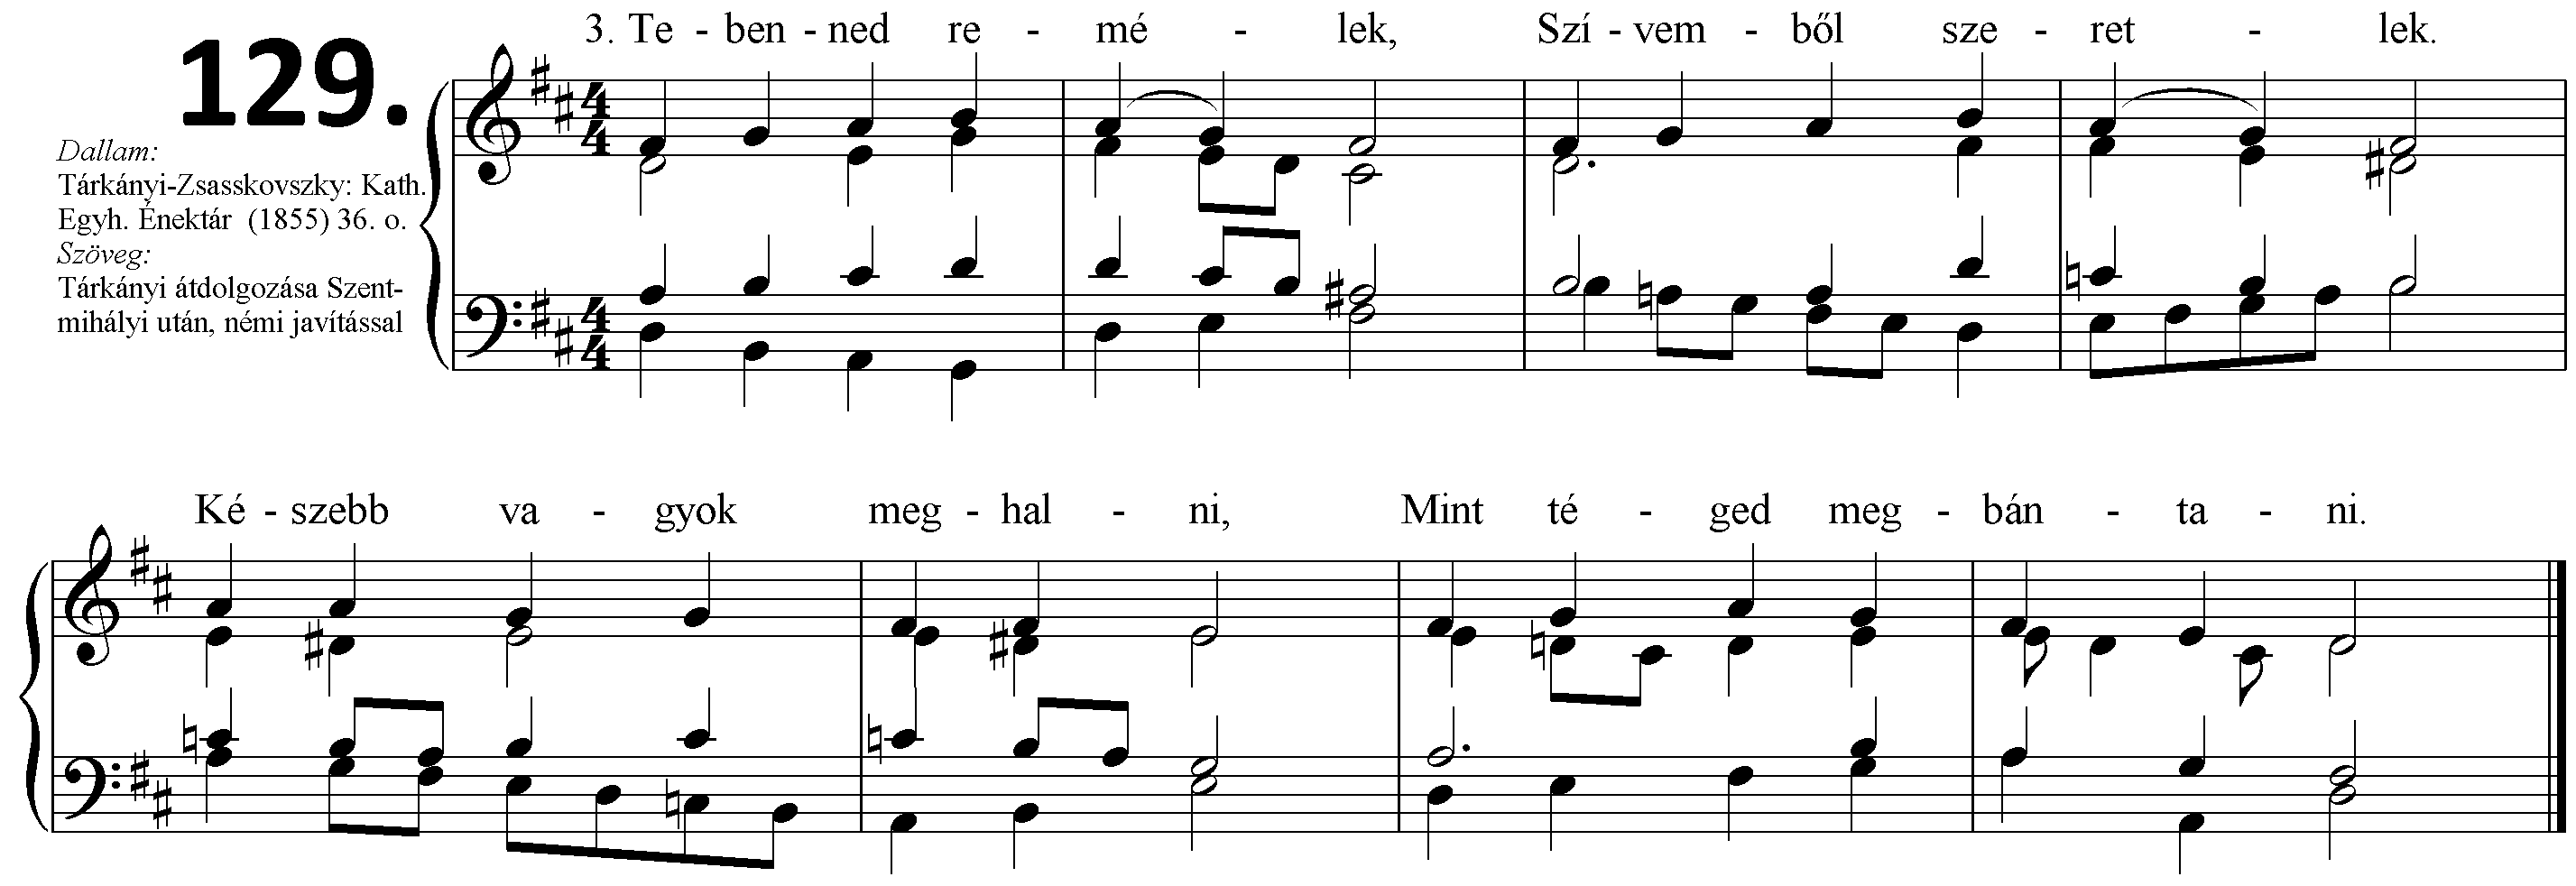 129.
3. Te - ben - ned re - mé - lek, Szí - vem - ből sze - ret - lek.
Dallam:
Tárkányi-Zsasskovszky: Kath.
Egyh. Énektár (1855) 36. o.
Szöveg:
Tárkányi átdolgozása Szent-
mihályi után, némi javítással
Ké - szebb va - gyok meg - hal - ni, Mint té - ged meg - bán - ta - ni.